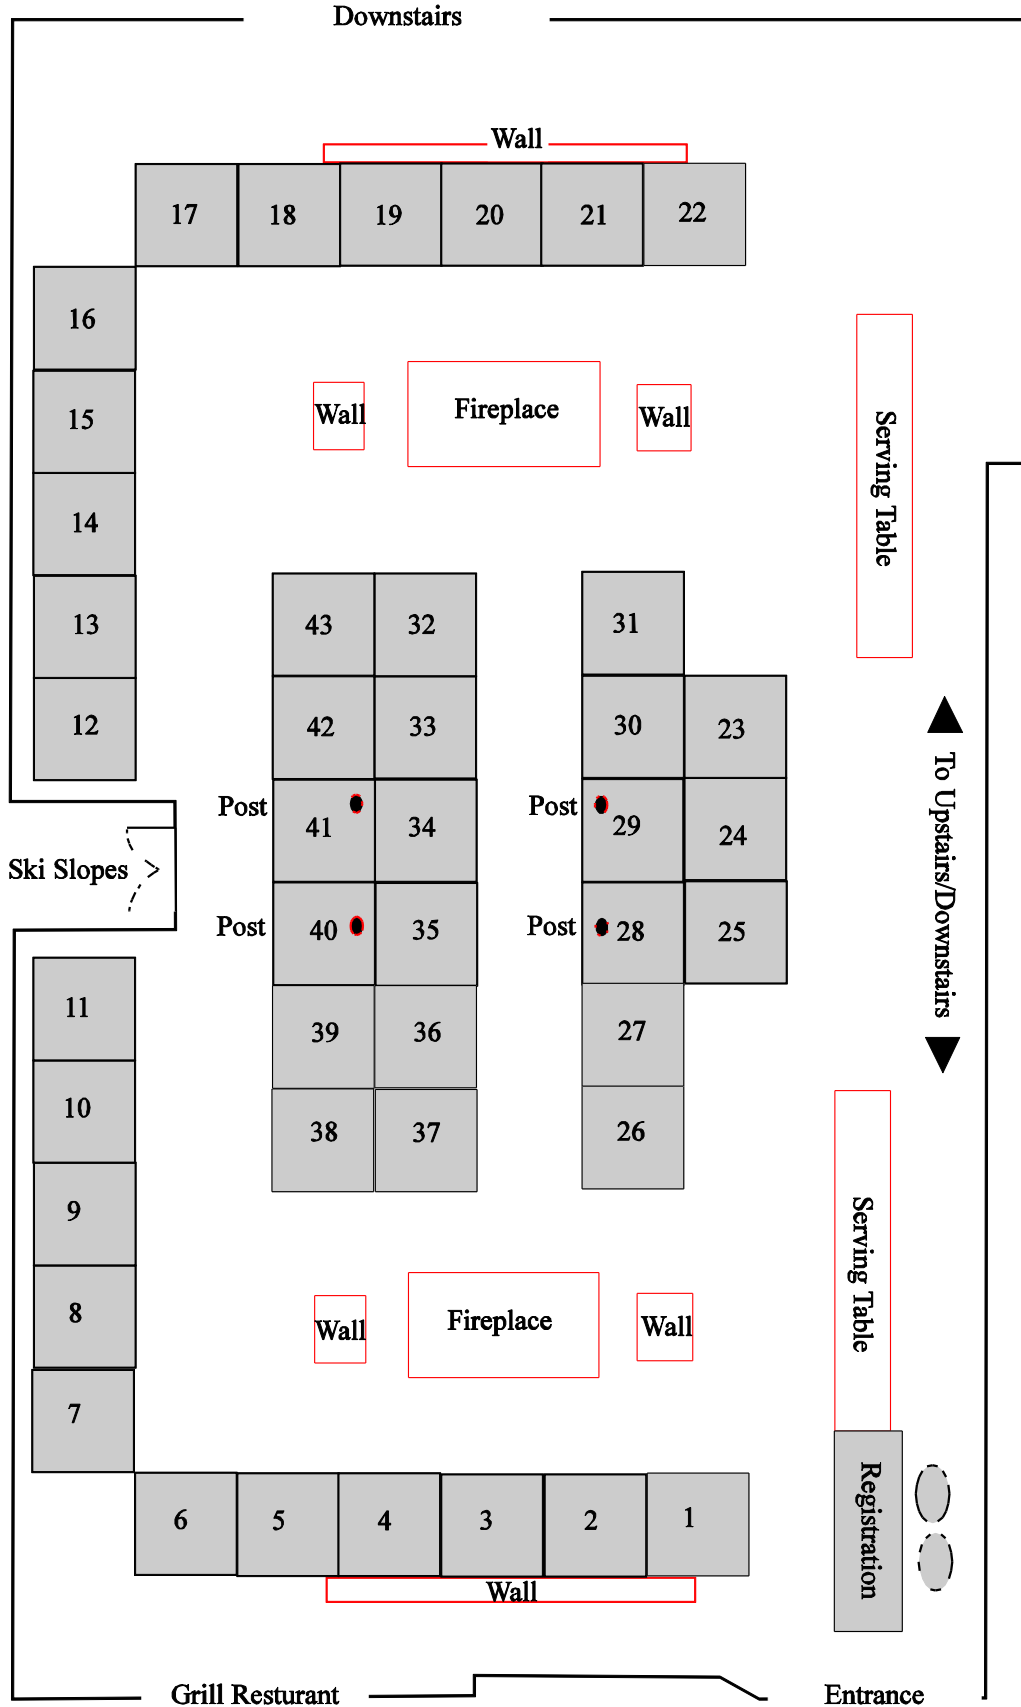 Downstairs
Wall
17 18 19 20 21 22
16
15
14
13
12
Wall
Fireplace
Wall
Serving Table
43 32 31
42 33 30 23
Post 41 34 Post 29 24
Ski Slopes
Post 40 35 Post 28 25
To Upstairs/Downstairs
11
10
9
8
7
39 36 27
38 37 26
Wall
Fireplace
Wall
Serving Table
Registration
6 5 4 3 2 1
Wall
Grill Resturant
Entrance